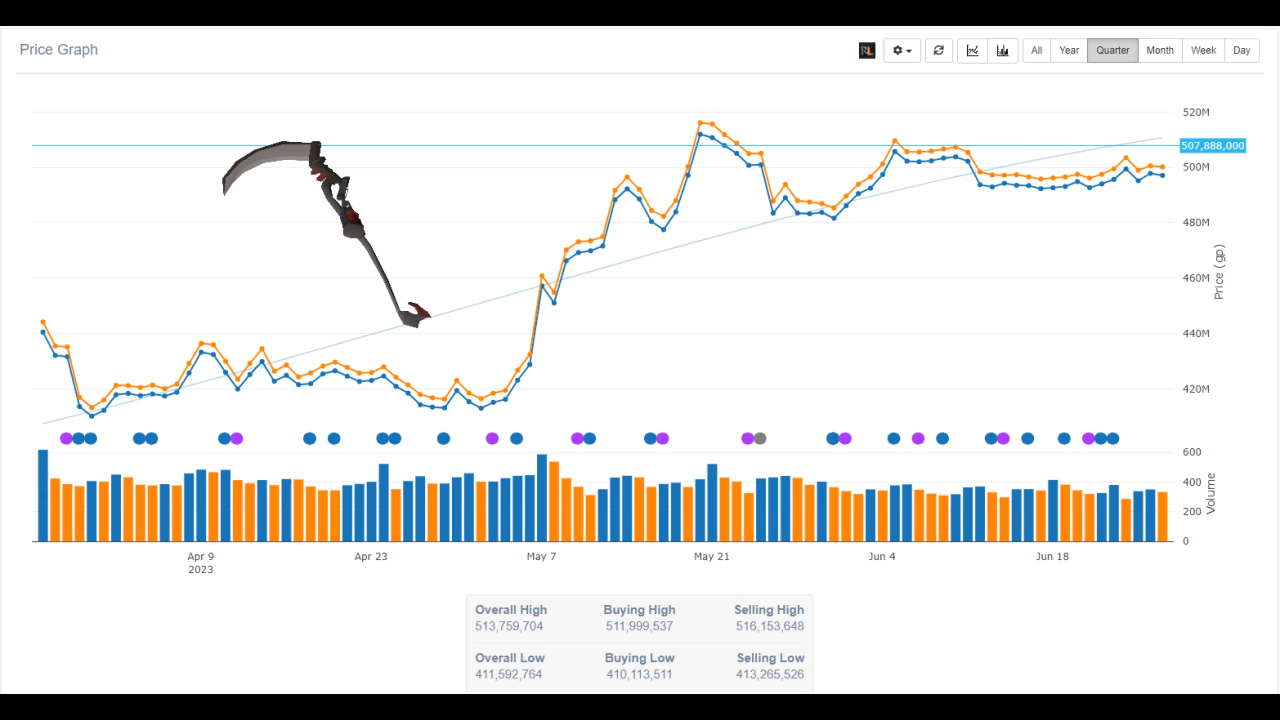 Price Graph
All Year Quarter Month Week Day
520M
507,888,000
500M
480M
460M
440M
420M
Price (gp)
600
400
200
0
Volume
Apr 9 Apr 23 May 7 May 21 Jun 4 Jun 18
2023
Overall High Buying High Selling High
513,759,704 511,999,537 516,153,648
Overall Low Buying Low Selling Low
411,592,764 410,113,511 413,265,526